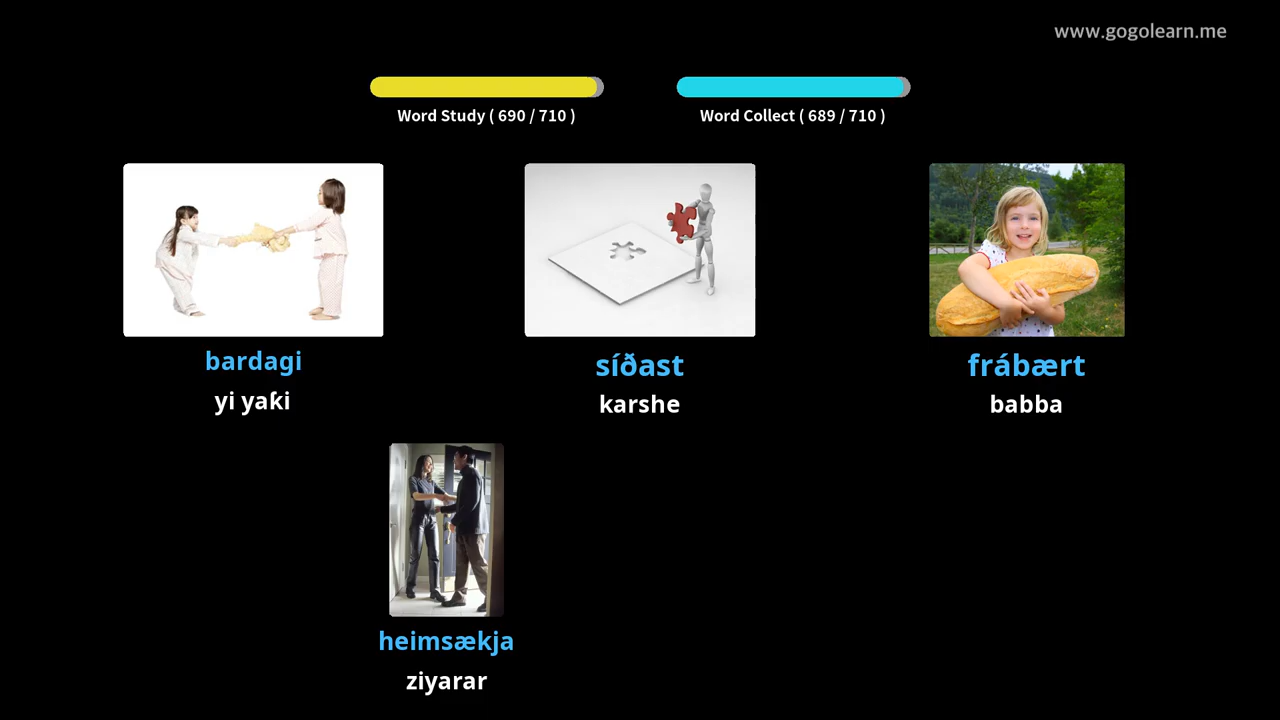 www.gogolearn.me
Word Study ( 690 / 710 )
Word Collect ( 689 / 710 )
bardagi
yi yaƙi
síðast
karshe
frábært
babba
heimsækja
ziyarar